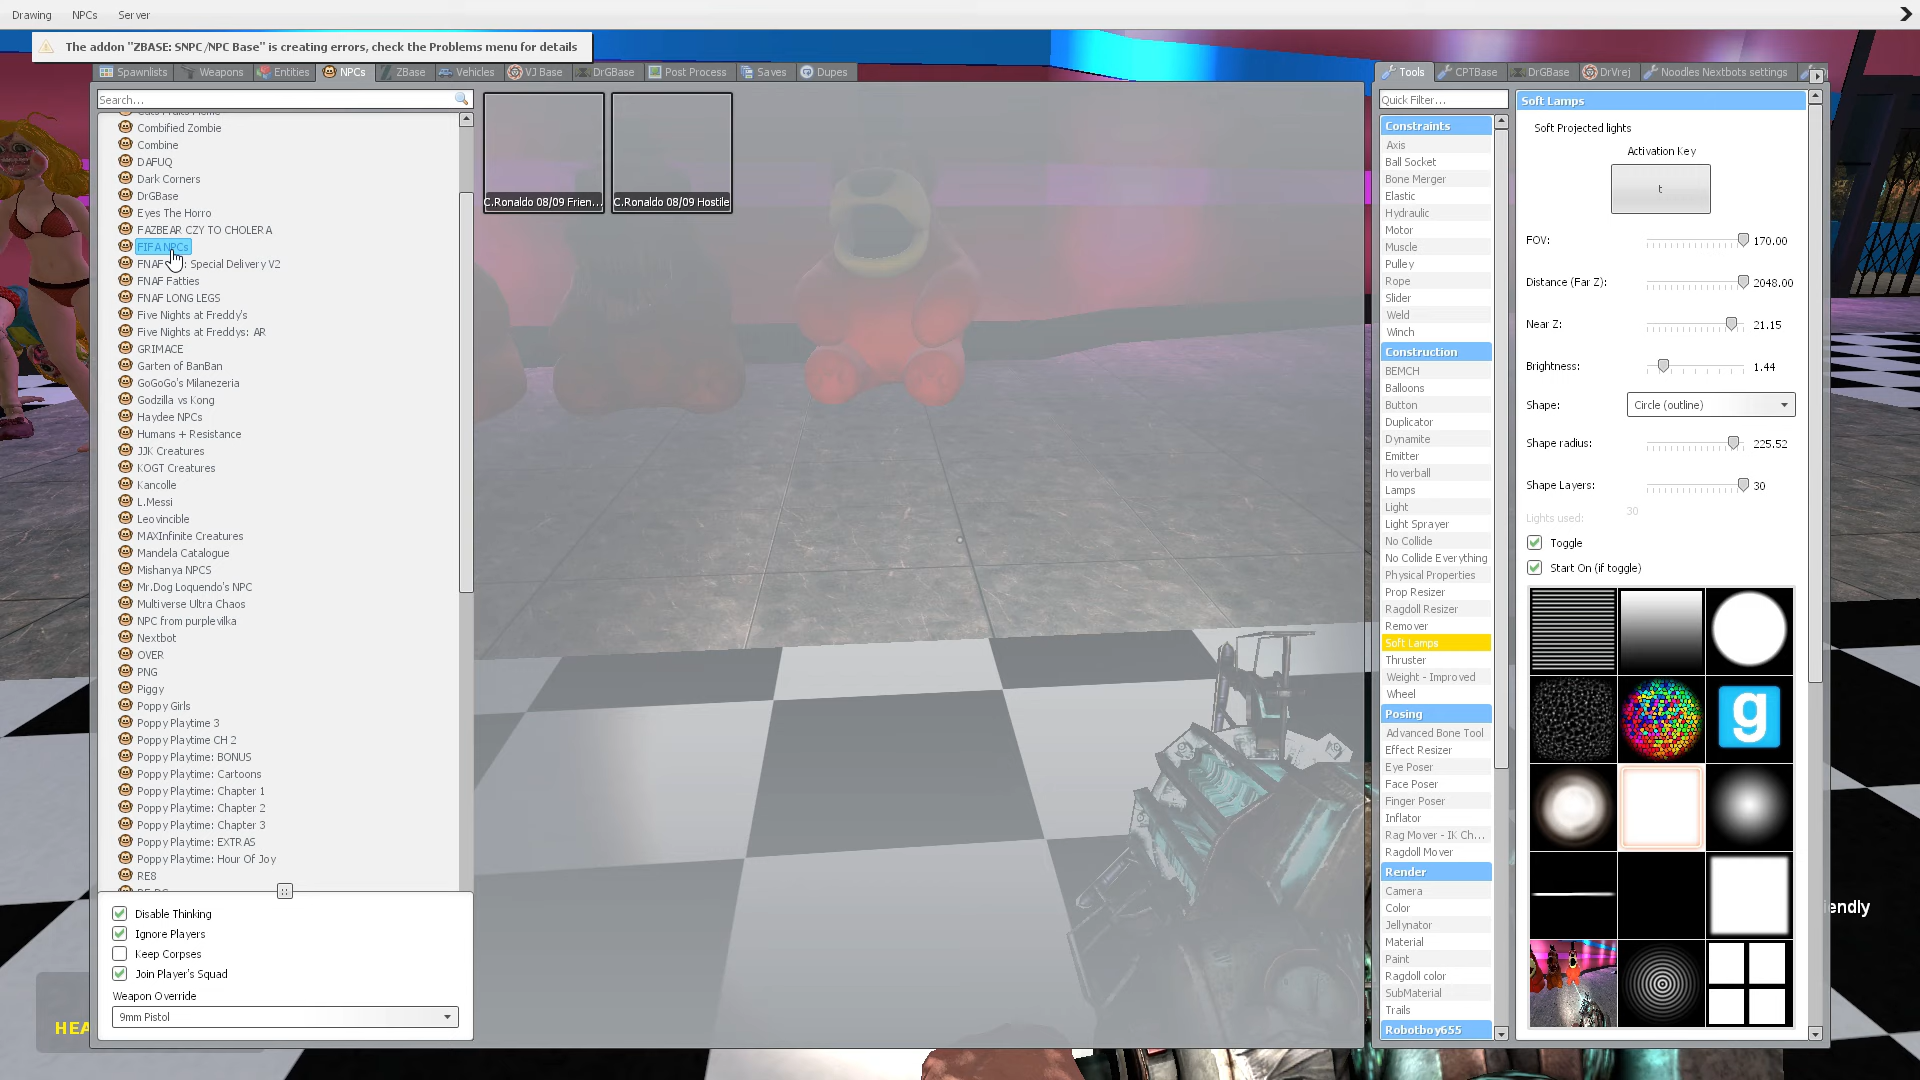 Drawing NPCs Server
The addon "ZBASE: SNPC/NPC Base" is creating errors, check the Problems menu for details
Spawnlists Weapons Entities NPCs ZBase Vehicles VJ Base DrGBase Post Process Saves Dupes
Search...
Combified Zombie
Combine
DAFUQ
Dark Corners
DrGBase
Eyes The Horro
FAZBEAR CZY TO CHOLERA
FIFA NPCs
FNAF : Special Delivery V2
FNAF Fatties
FNAF LONG LEGS
Five Nights at Freddy's
Five Nights at Freddys: AR
GRIMACE
Garten of BanBan
GoGoGo's Milanezeria
Godzilla vs Kong
Haydee NPCs
Humans + Resistance
JJK Creatures
KOGT Creatures
Kancolle
L.Messi
Leovincible
MAXInfinite Creatures
Mandela Catalogue
Mishanya NPCS
Mr.Dog Loquendo's NPC
Multiverse Ultra Chaos
NPC from purplevilka
Nextbot
OVER
PNG
Piggy
Poppy Girls
Poppy Playtime 3
Poppy Playtime CH 2
Poppy Playtime: BONUS
Poppy Playtime: Cartoons
Poppy Playtime: Chapter 1
Poppy Playtime: Chapter 2
Poppy Playtime: Chapter 3
Poppy Playtime: EXTRAS
Poppy Playtime: Hour Of Joy
RE8
Disable Thinking
Ignore Players
Keep Corpses
Join Player's Squad
Weapon Override
9mm Pistol
HEA
C.Ronaldo 08/09 Frien... C.Ronaldo 08/09 Hostile
Tools CPTBase DrGBase DrVrej Noodles Nextbots settings
Quick Filter...
Constraints
Axis
Ball Socket
Bone Merger
Elastic
Hydraulic
Motor
Muscle
Pulley
Rope
Slider
Weld
Winch
Construction
BEMCH
Balloons
Button
Duplicator
Dynamite
Emitter
Hoverball
Lamps
Light
Light Sprayer
No Collide
No Collide Everything
Physical Properties
Prop Resizer
Ragdoll Resizer
Remover
Soft Lamps
Thruster
Weight - Improved
Wheel
Posing
Advanced Bone Tool
Effect Resizer
Eye Poser
Face Poser
Finger Poser
Inflator
Rag Mover - IK Ch...
Ragdoll Mover
Render
Camera
Color
Jellynator
Material
Paint
Ragdoll color
SubMaterial
Trails
Robotboy655
Soft Lamps
Soft Projected lights
Activation Key
t
FOV: 170.00
Distance (Far Z): 2048.00
Near Z: 21.15
Brightness: 1.44
Shape: Circle (outline)
Shape radius: 225.52
Shape Layers: 30
Lights used: 30
Toggle
Start On (if toggle)
g
endly